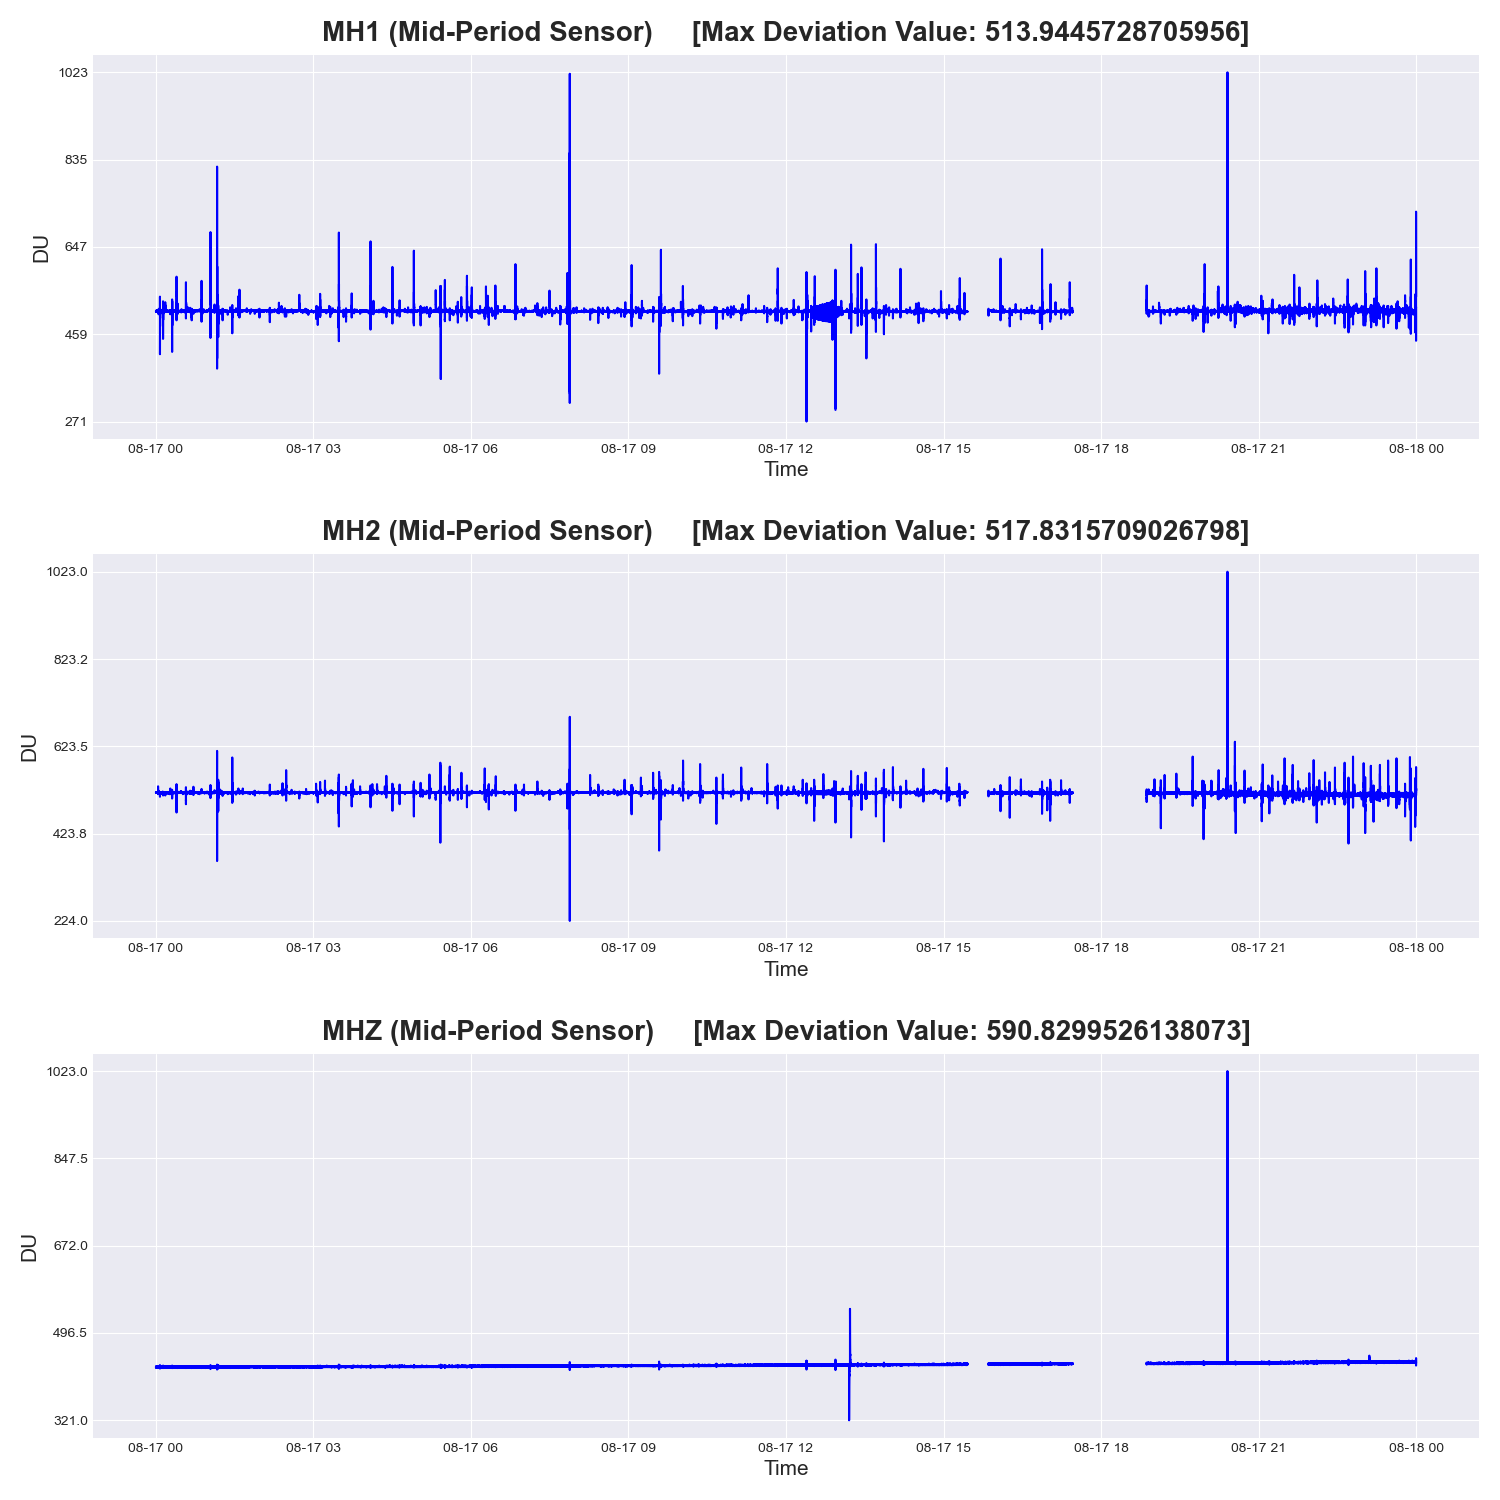 MH1 (Mid-Period Sensor) [Max Deviation Value: 513.9445728705956]
1023
835
647
459
271
DU
08-17 00 08-17 03 08-17 06 08-17 09 08-17 12 08-17 15 08-17 18 08-17 21 08-18 00
Time
MH2 (Mid-Period Sensor) [Max Deviation Value: 517.8315709026798]
1023.0
823.2
623.5
423.8
224.0
DU
08-17 00 08-17 03 08-17 06 08-17 09 08-17 12 08-17 15 08-17 18 08-17 21 08-18 00
Time
MHZ (Mid-Period Sensor) [Max Deviation Value: 590.8299526138073]
1023.0
847.5
672.0
496.5
321.0
DU
08-17 00 08-17 03 08-17 06 08-17 09 08-17 12 08-17 15 08-17 18 08-17 21 08-18 00
Time